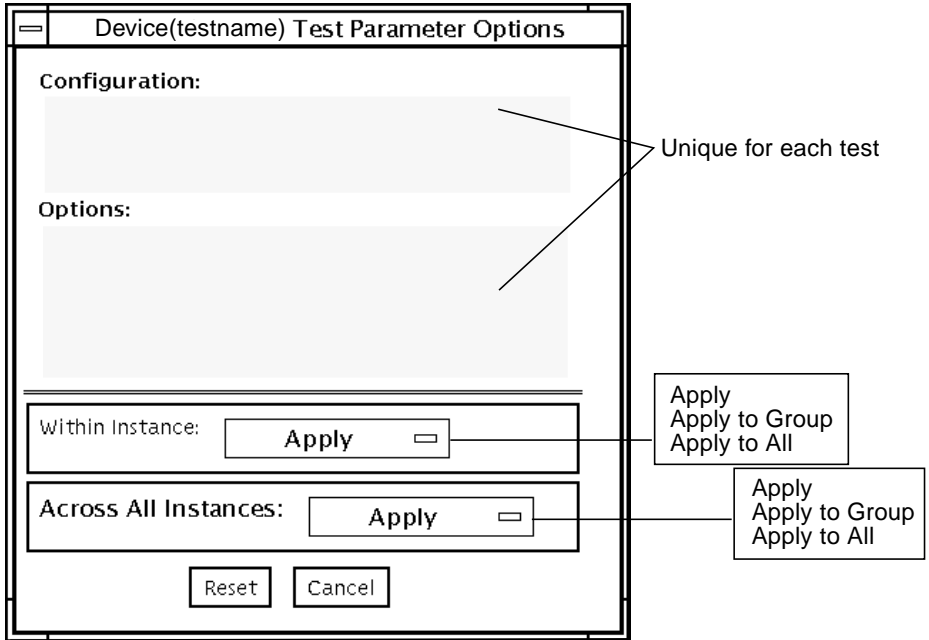 Device(testname) Test Parameter Options
Configuration:
Unique for each test
Options:
Within Instance:
Apply
Apply
Apply to Group
Apply to All
Across All Instances:
Apply
Apply
Apply to Group
Apply to All
Reset
Cancel